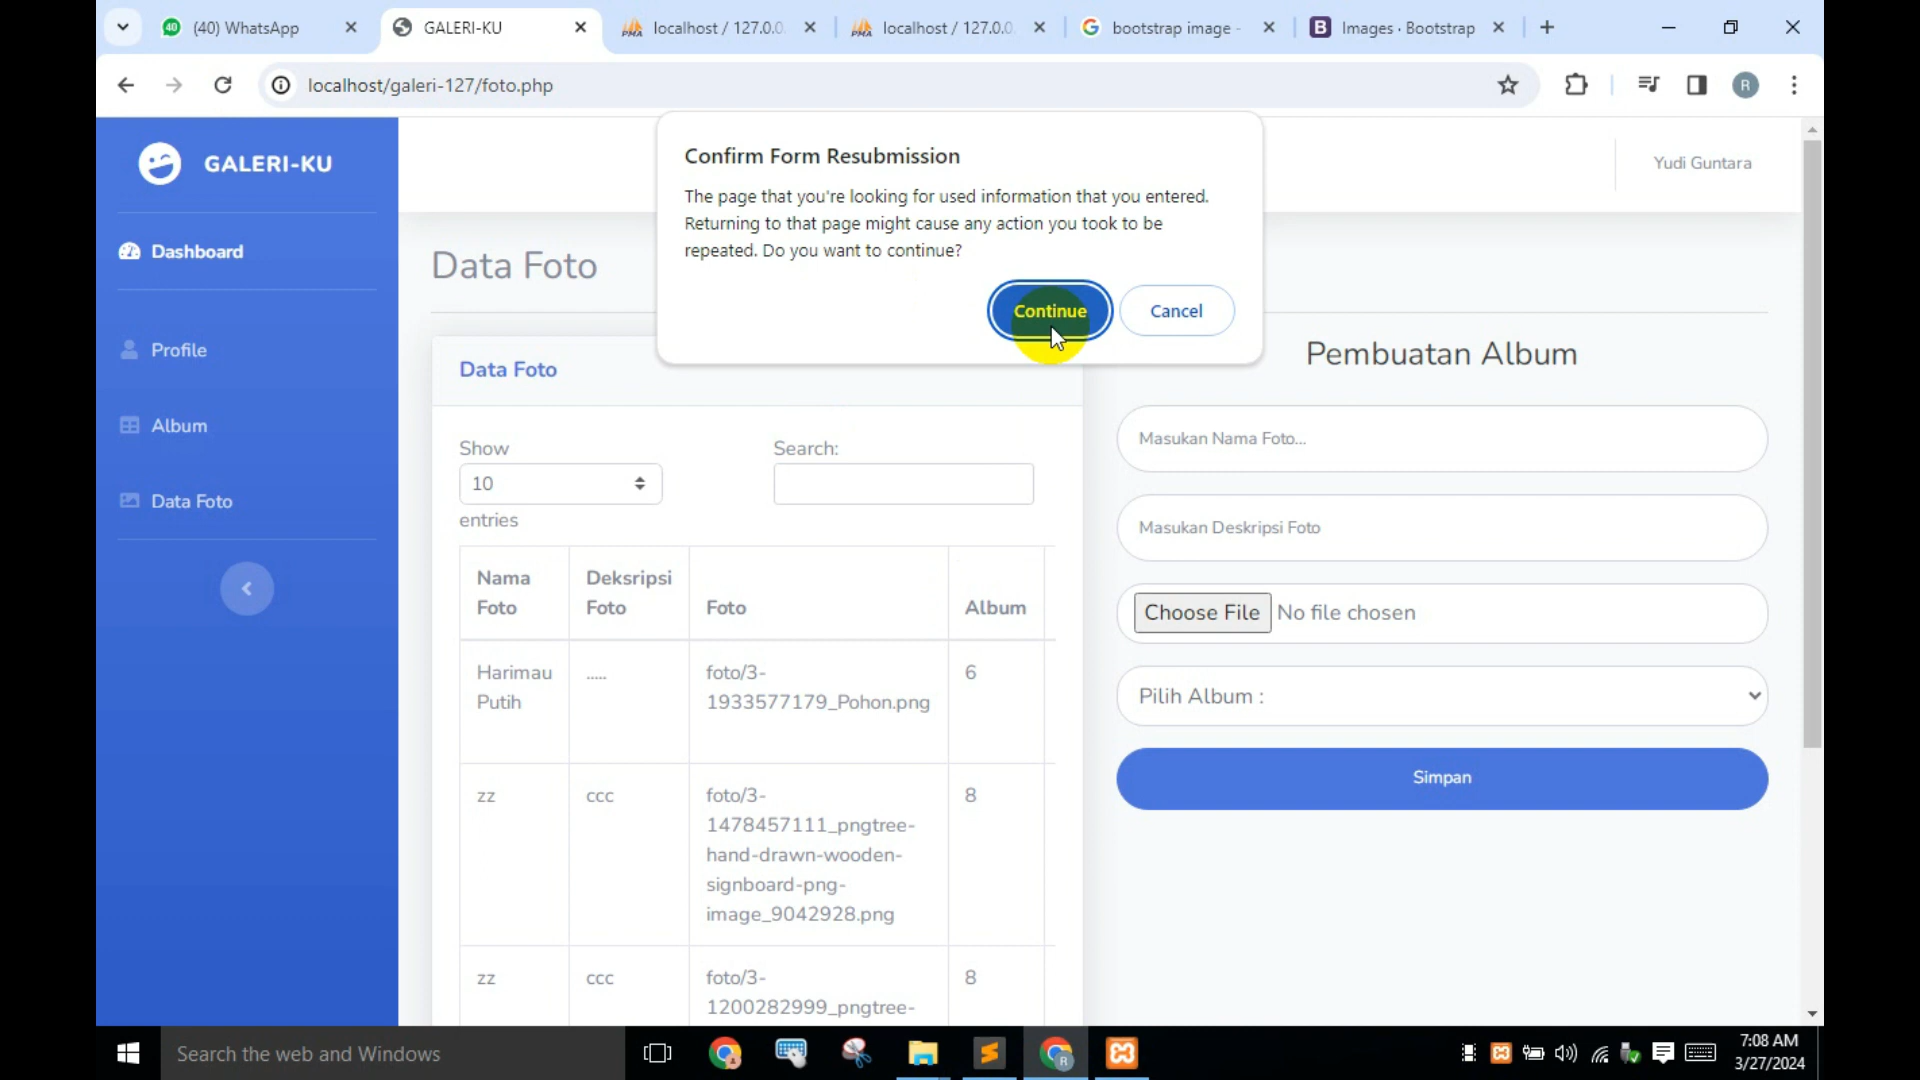 (40) WhatsApp
GALERI-KU
localhost / 127.0.0
localhost / 127.0.0
bootstrap image -
Images · Bootstrap
localhost/galeri-127/foto.php
R
GALERI-KU
Dashboard
Profile
Album
Data Foto
Yudi Guntara
Confirm Form Resubmission
The page that you're looking for used information that you entered.
Returning to that page might cause any action you took to be
repeated. Do you want to continue?
Continue
Cancel
Data Foto
Data Foto
Show
10
entries
Search:
Nama
Foto
Deksripsi
Foto
Foto
Album
Harimau
Putih
.....
foto/3-
1933577179_Pohon.png
6
zz
ccc
foto/3-
1478457111_pngtree-
hand-drawn-wooden-
signboard-png-
image_9042928.png
8
zz
ccc
foto/3-
1200282999_pngtree-
8
Pembuatan Album
Masukan Nama Foto...
Masukan Deskripsi Foto
Choose File No file chosen
Pilih Album :
Simpan
Search the web and Windows
7:08 AM
3/27/2024